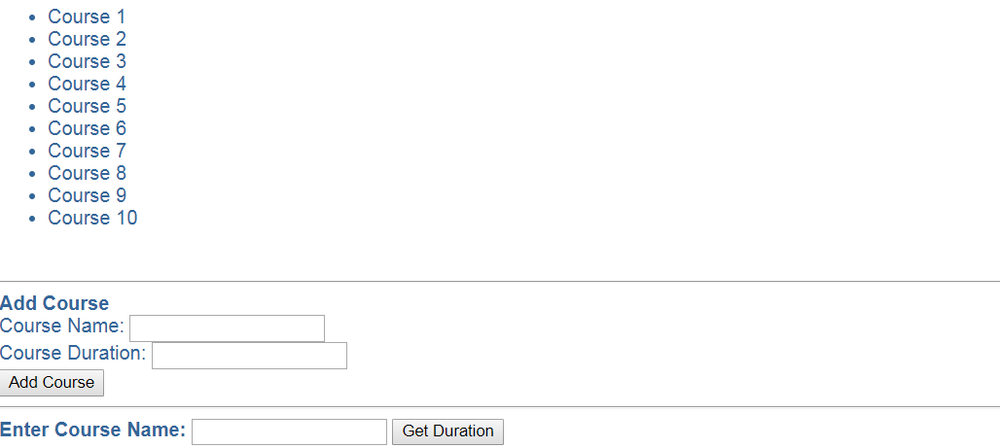 Course 1
Course 2
Course 3
Course 4
Course 5
Course 6
Course 7
Course 8
Course 9
Course 10
Add Course
Course Name:
Course Duration:
Add Course
Enter Course Name: Get Duration